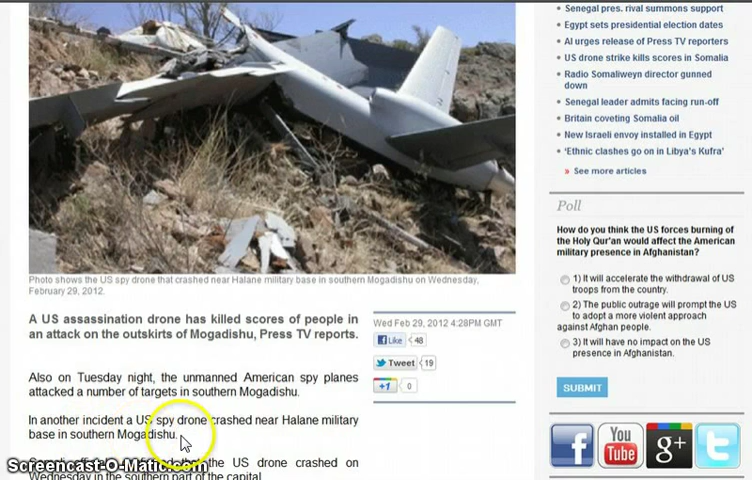 Photo shows the US spy drone that crashed near Halane military base in southern Mogadishu on Wednesday,
February 29, 2012.
A US assassination drone has killed scores of people in
an attack on the outskirts of Mogadishu, Press TV reports.
Also on Tuesday night, the unmanned American spy planes
attacked a number of targets in southern Mogadishu.
In another incident a US spy drone crashed near Halane military
base in southern Mogadishu.
the US drone crashed on
Wednesday in the southern part of the capital.
Wed Feb 29, 2012 4:28PM GMT
Like 48
Tweet 19
+1 0
Senegal pres. rival summons support
Egypt sets presidential election dates
AI urges release of Press TV reporters
US drone strike kills scores in Somalia
Radio Somaliweyn director gunned
down
Senegal leader admits facing run-off
Britain coveting Somalia oil
New Israeli envoy installed in Egypt
'Ethnic clashes go on in Libya's Kufra'
» See more articles
Poll
How do you think the US forces burning of
the Holy Qur'an would affect the American
military presence in Afghanistan?
1) It will accelerate the withdrawal of US
troops from the country.
2) The public outrage will prompt the US
to adopt a more violent approach
against Afghan people.
3) It will have no impact on the US
presence in Afghanistan.
SUBMIT
f
You
Tube
g+
t
Screencast-O-Matic.com